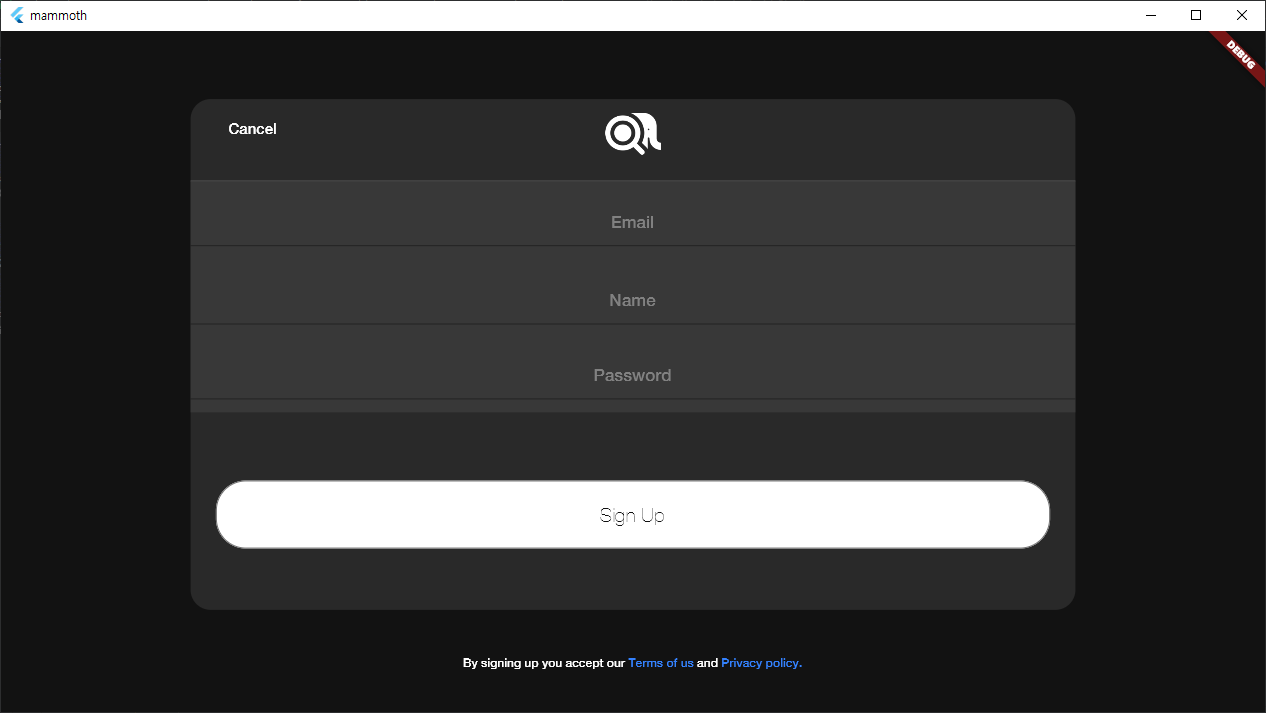 mammoth
DEBUG
Cancel
Email
Name
Password
Sign Up
By signing up you accept our Terms of us and Privacy policy.